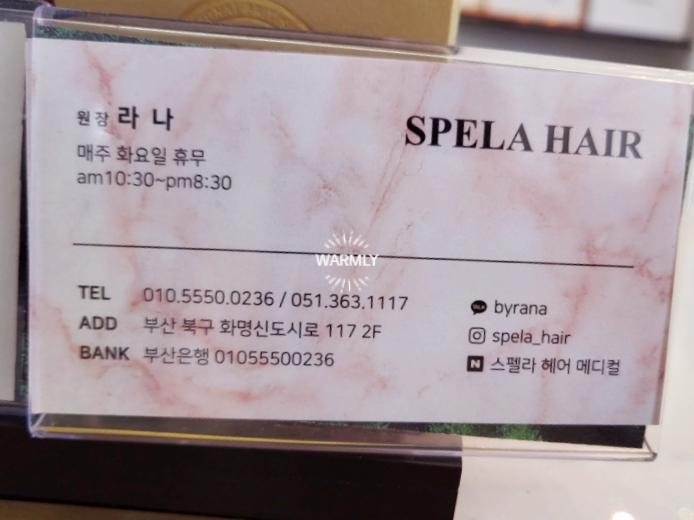 원장 라 나
매주 화요일 휴무
am10:30~pm8:30
SPELA HAIR
WARMLY
TEL 010.5550.0236 / 051.363.1117
ADD 부산 북구 화명신도시로 117 2F
BANK 부산은행 01055500236
TALK byrana
spela_hair
N 스펠라 헤어 메디컬